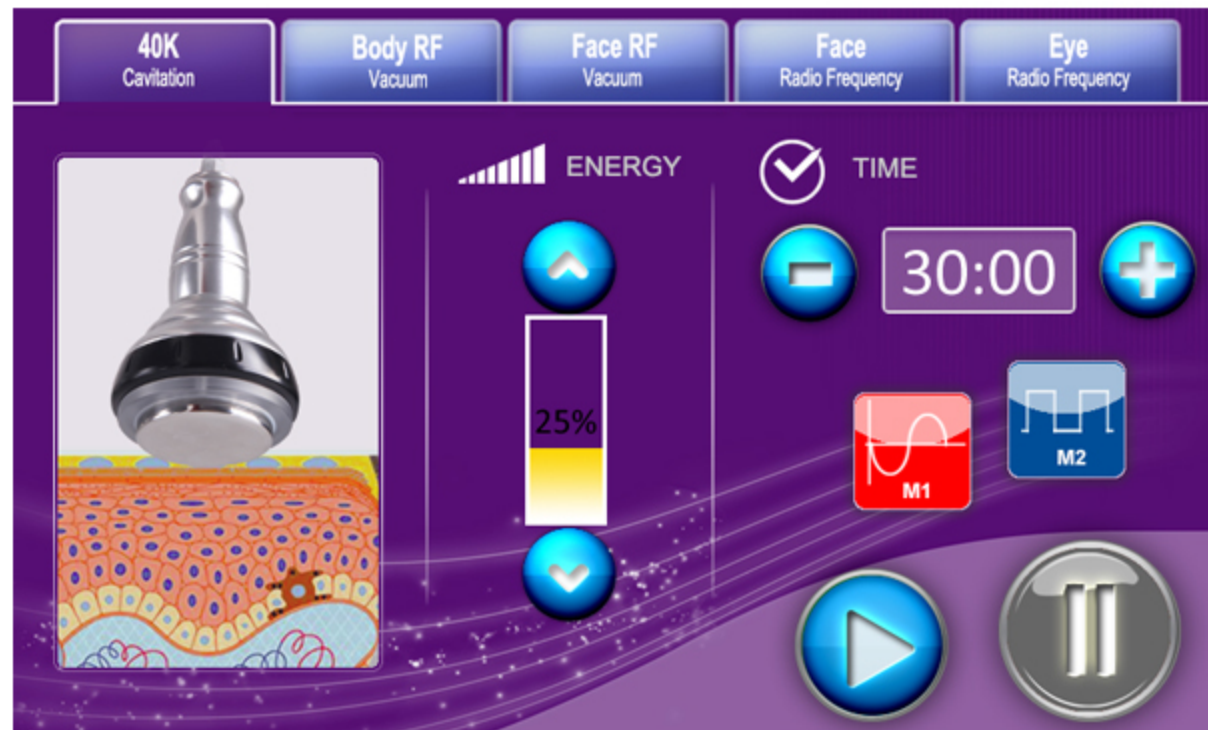 40K
Cavitation
Body RF
Vacuum
Face RF
Vacuum
Face
Radio Frequency
Eye
Radio Frequency
ENERGY
TIME
30:00
25%
M1
M2